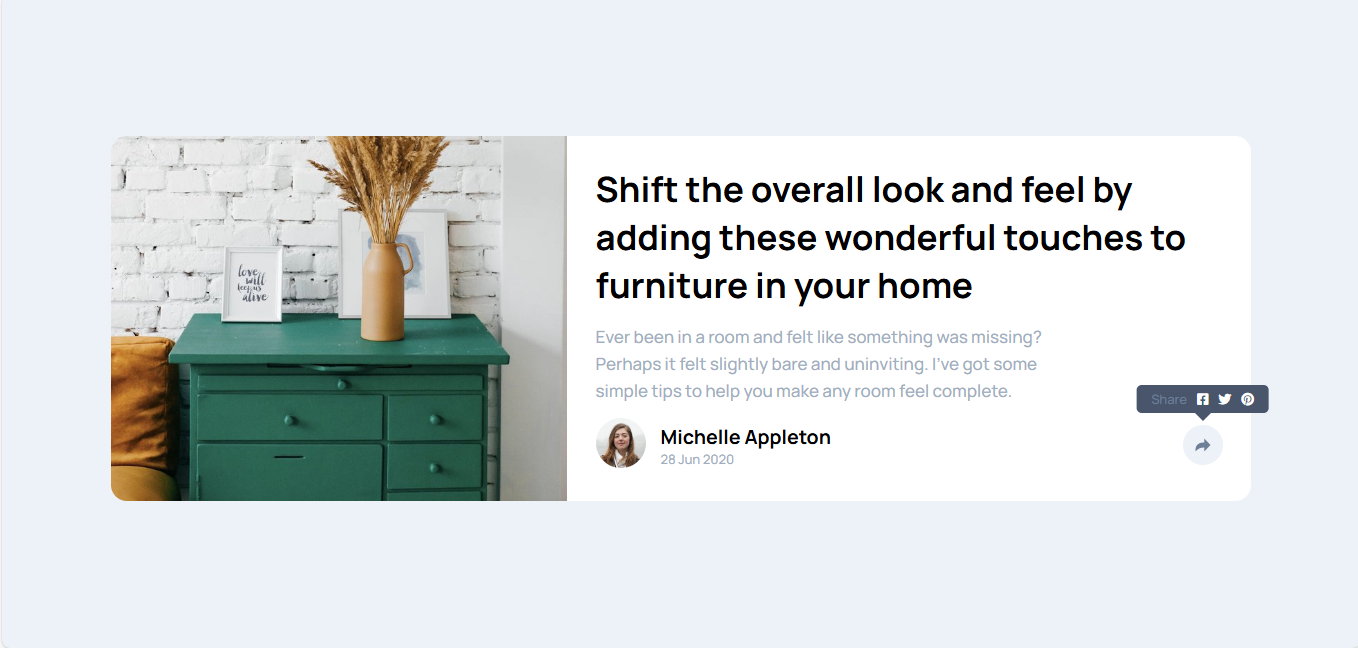 Shift the overall look and feel by
adding these wonderful touches to
furniture in your home
Ever been in a room and felt like something was missing?
Perhaps it felt slightly bare and uninviting. I've got some
simple tips to help you make any room feel complete.
Share
Michelle Appleton
28 Jun 2020
love
will
keep us
alive